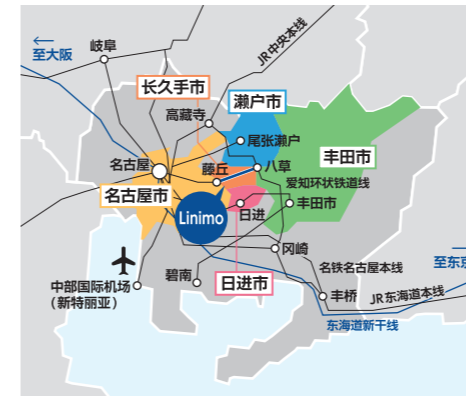 至大阪
岐阜
JR中央本线
长久手市
濑户市
高藏寺
尾张濑户
丰田市
名古屋
藤丘
八草
爱知环状铁道线
名古屋市
日进
丰田市
Linimo
冈崎
名铁名古屋本线
至东京
中部国际机场
（新特丽亚）
碧南
日进市
丰桥
JR东海道本线
东海道新干线